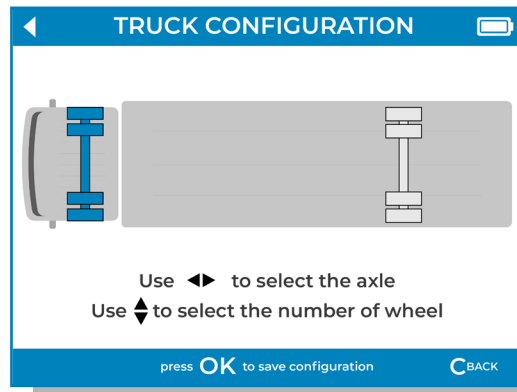 TRUCK CONFIGURATION
Use ◀▶ to select the axle
Use ▲▼ to select the number of wheel
press OK to save configuration
CBACK